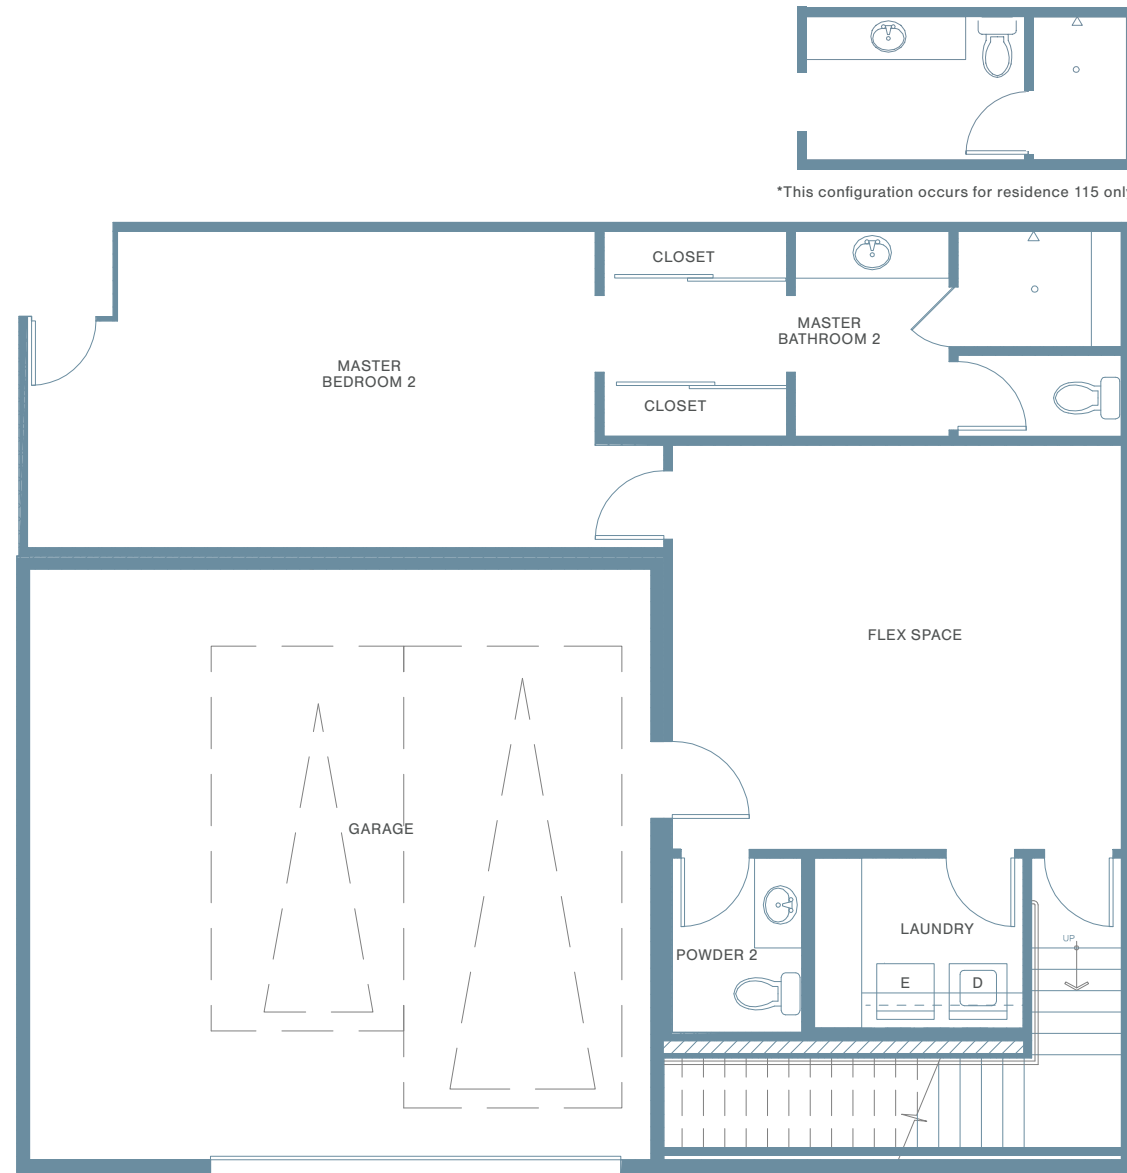 *This configuration occurs for residence 115 only
CLOSET
MASTER
BATHROOM 2
MASTER
BEDROOM 2
CLOSET
FLEX SPACE
GARAGE
LAUNDRY
UP
POWDER 2
E
D